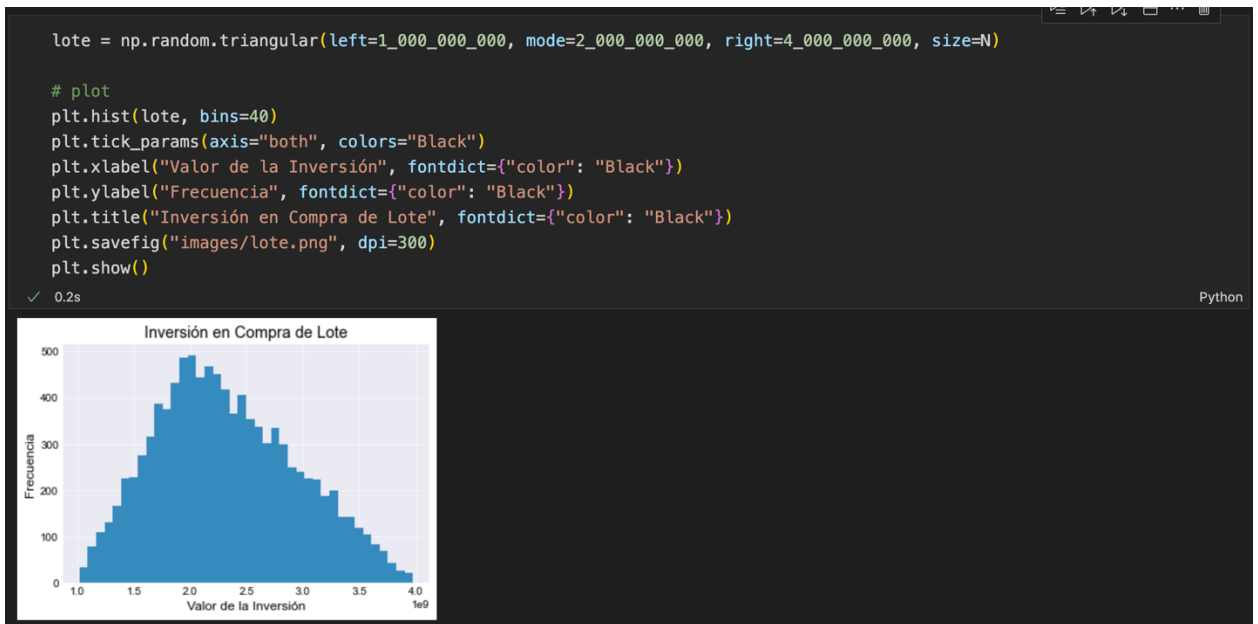 lote = np.random.triangular(left=1_000_000_000, mode=2_000_000_000, right=4_000_000_000, size=N)
# plot
plt.hist(lote, bins=40)
plt.tick_params(axis="both", colors="Black")
plt.xlabel("Valor de la Inversión", fontdict={"color": "Black"})
plt.ylabel("Frecuencia", fontdict={"color": "Black"})
plt.title("Inversión en Compra de Lote", fontdict={"color": "Black"})
plt.savefig("images/lote.png", dpi=300)
plt.show()
0.2s
Python
Inversión en Compra de Lote
500
400
300
200
100
0
Frecuencia
1.0 1.5 2.0 2.5 3.0 3.5 4.0
1e9
Valor de la Inversión